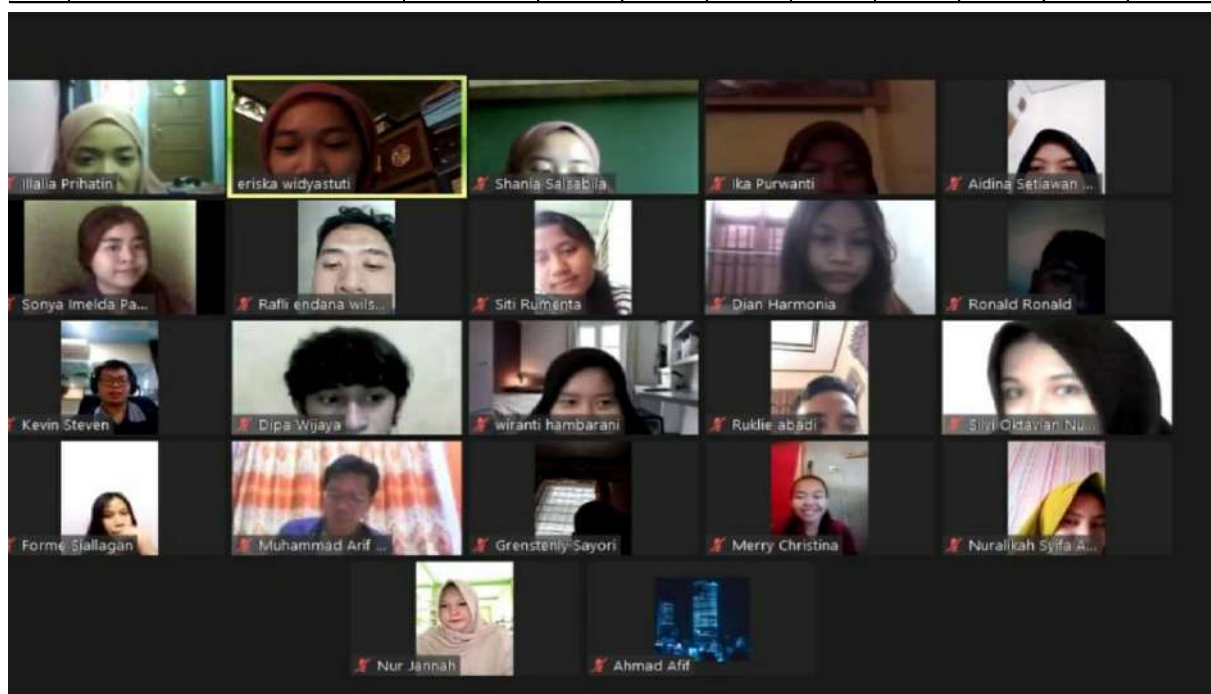 Illalia Prihatin
eriska widyastuti
Shania Salsabila
Ika Purwanti
Aidina Setiawan ...
Sonya Imelda Pa...
Rafli endana wils...
Siti Rumenta
Dian Harmonia
Ronald Ronald
Kevin Steven
Dipa Wijaya
wiranti hambarani
Ruklie abadi
Silvi Oktavian Nu...
Forme Siallagan
Muhammad Arif ...
Grenstenly Sayori
Merry Christina
Nuralikah Syifa A...
Nur Jannah
Ahmad Afif